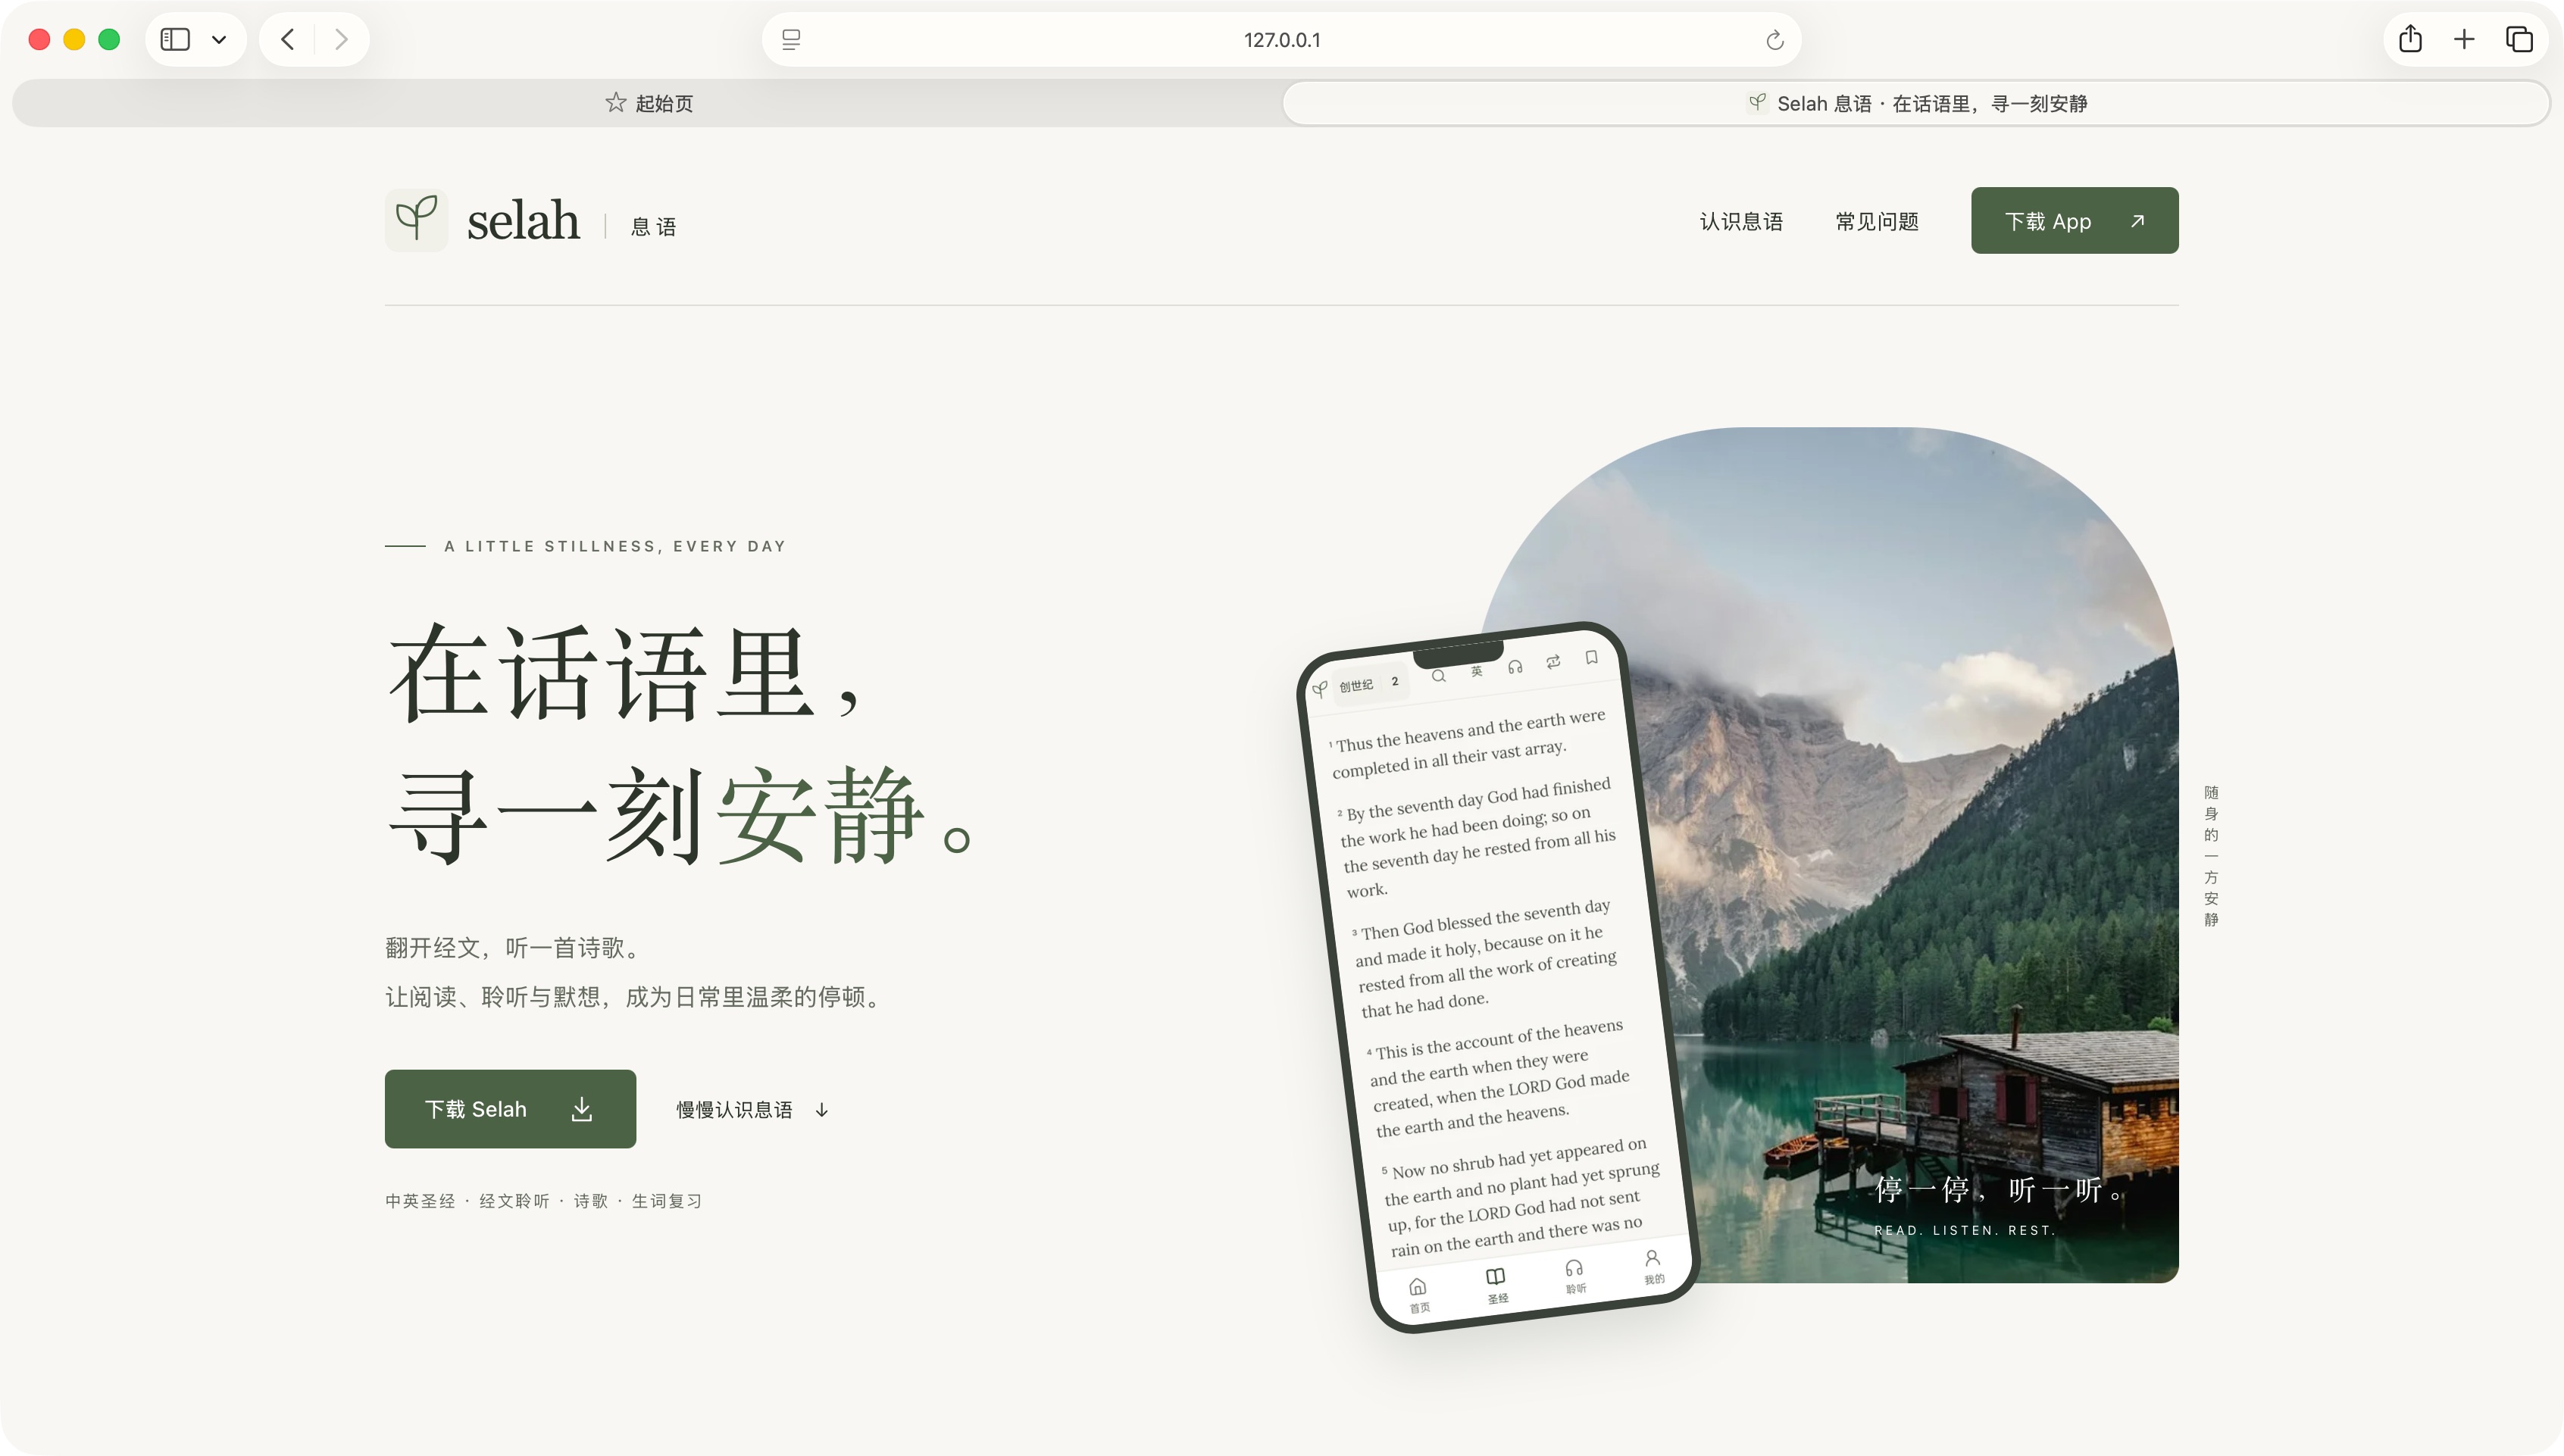 127.0.0.1
起始页
Selah 息语 · 在话语里，寻一刻安静
selah
息语
认识息语
常见问题
下载 App
A LITTLE STILLNESS, EVERY DAY
在话语里，
寻一刻安静。
翻开经文，听一首诗歌。
让阅读、聆听与默想，成为日常里温柔的停顿。
下载 Selah
慢慢认识息语
中英圣经 · 经文聆听 · 诗歌 · 生词复习
创世纪 2
英
1 Thus the heavens and the earth were
completed in all their vast array.
2 By the seventh day God had finished
the work he had been doing; so on
the seventh day he rested from all his
work.
3 Then God blessed the seventh day
and made it holy, because on it he
rested from all the work of creating
that he had done.
4 This is the account of the heavens
and the earth when they were
created, when the LORD God made
the earth and the heavens.
5 Now no shrub had yet appeared on
the earth and no plant had yet sprung
up, for the LORD God had not sent
rain on the earth and there was no
首页
圣经
聆听
我的
停一停，听一听。
READ. LISTEN. REST.
随身的一方安静